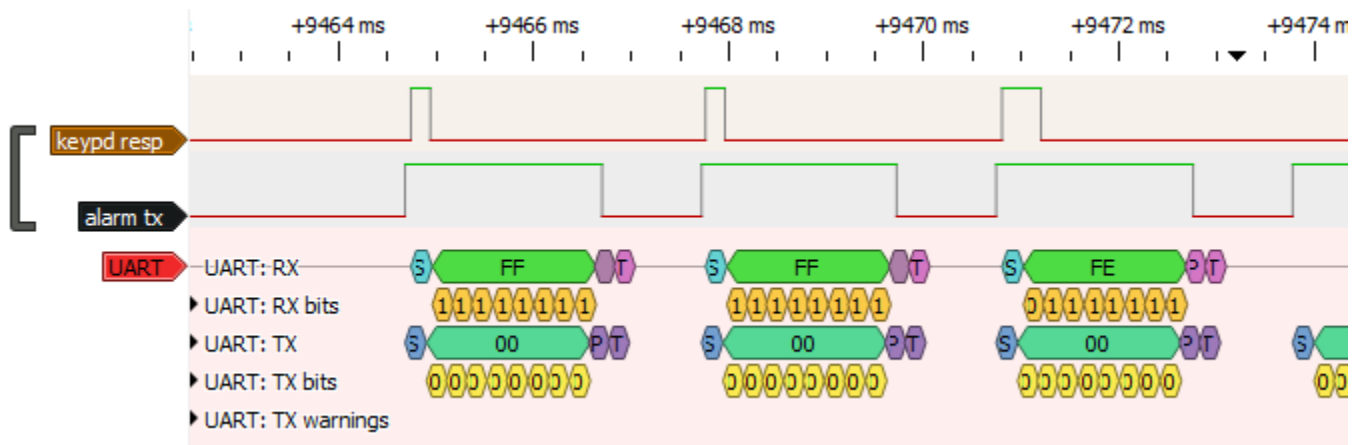 +9464 ms +9466 ms +9468 ms +9470 ms +9472 ms +9474 m
keypd resp
alarm tx
UART UART: RX S FF T S FF T S FE P T
UART: RX bits 1 1 1 1 1 1 1 1 1 1 1 1 1 1 1 1 0 1 1 1 1 1 1 1
UART: TX S 00 P T S 00 P T S 00 P T S
UART: TX bits 0 0 0 0 0 0 0 0 0 0 0 0 0 0 0 0 0 0 0 0 0 0 0 0 0 0
UART: TX warnings